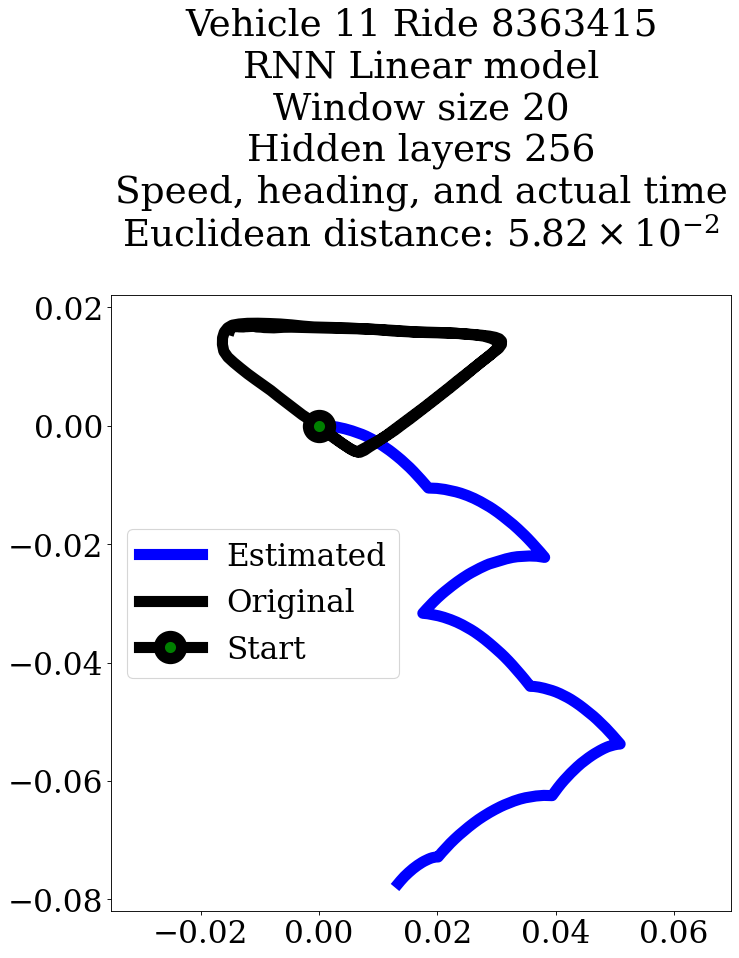 Vehicle 11 Ride 8363415
RNN Linear model
Window size 20
Hidden layers 256
Speed, heading, and actual time
Euclidean distance: 5.82 × 10⁻²
0.02
0.00
−0.02
−0.04
−0.06
−0.08
Estimated
Original
Start
−0.02 0.00 0.02 0.04 0.06